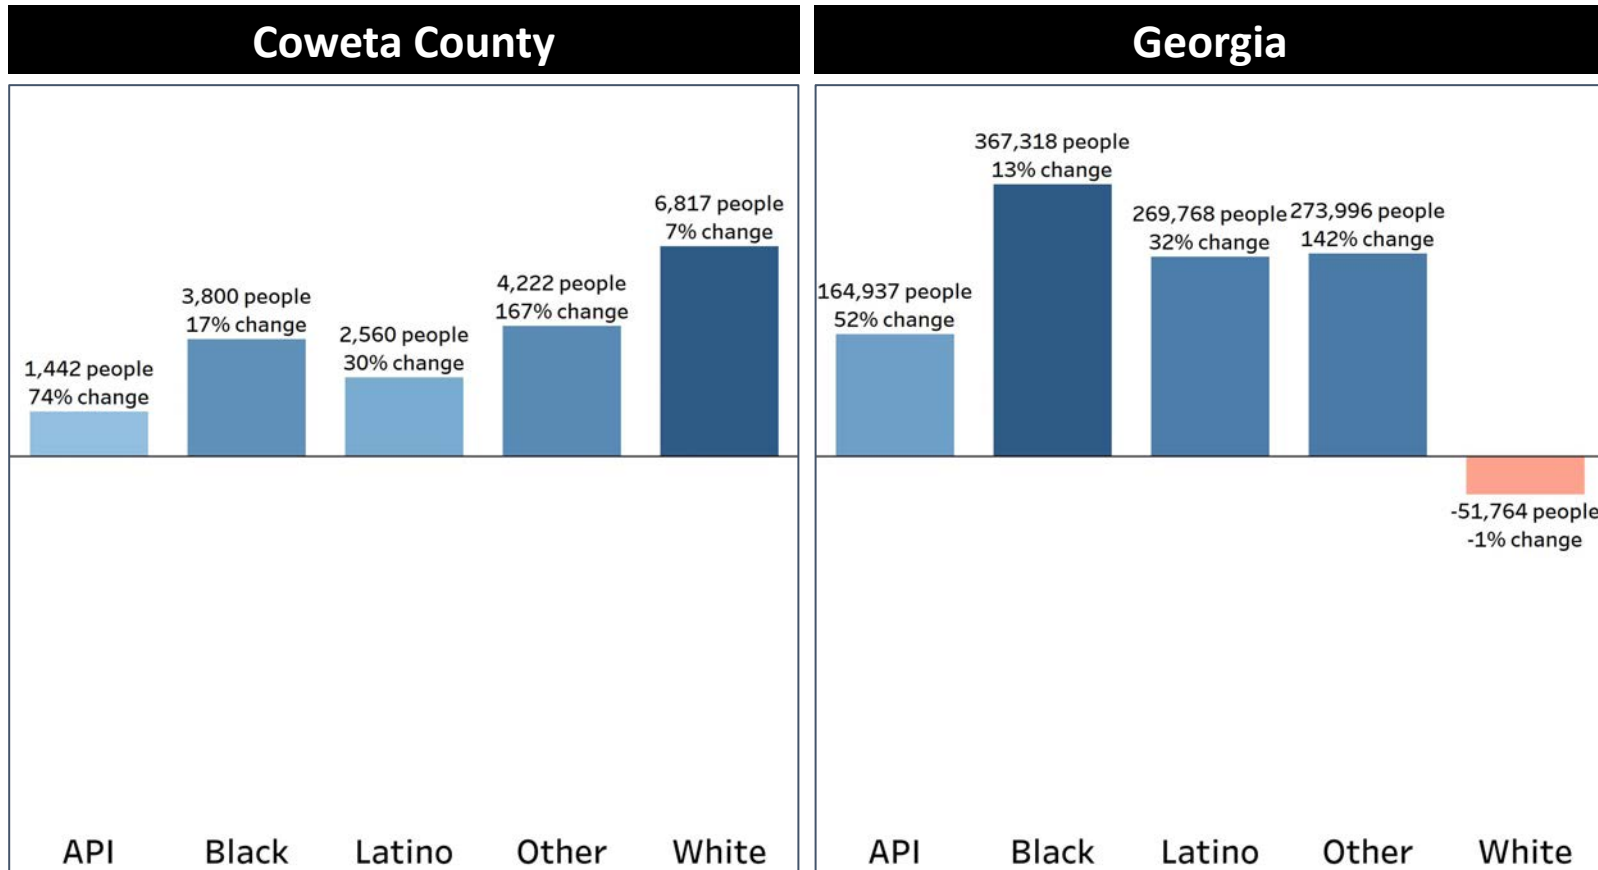 Coweta County
1,442 people
74% change
3,800 people
17% change
2,560 people
30% change
4,222 people
167% change
6,817 people
7% change
API Black Latino Other White
Georgia
164,937 people
52% change
367,318 people
13% change
269,768 people
32% change
273,996 people
142% change
-51,764 people
-1% change
API Black Latino Other White